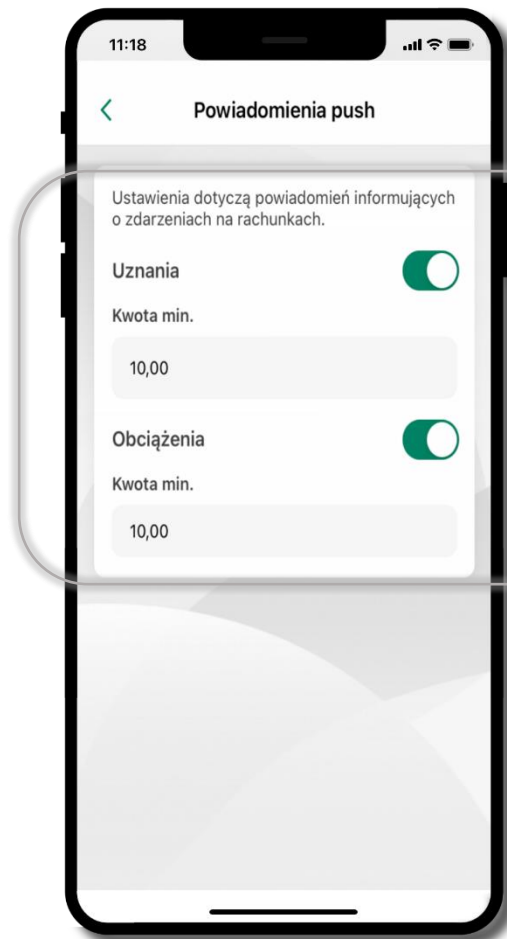 11:18
Powiadomienia push
Ustawienia dotyczą powiadomień informujących
o zdarzeniach na rachunkach.
Uznania
Kwota min.
10,00
Obciążenia
Kwota min.
10,00